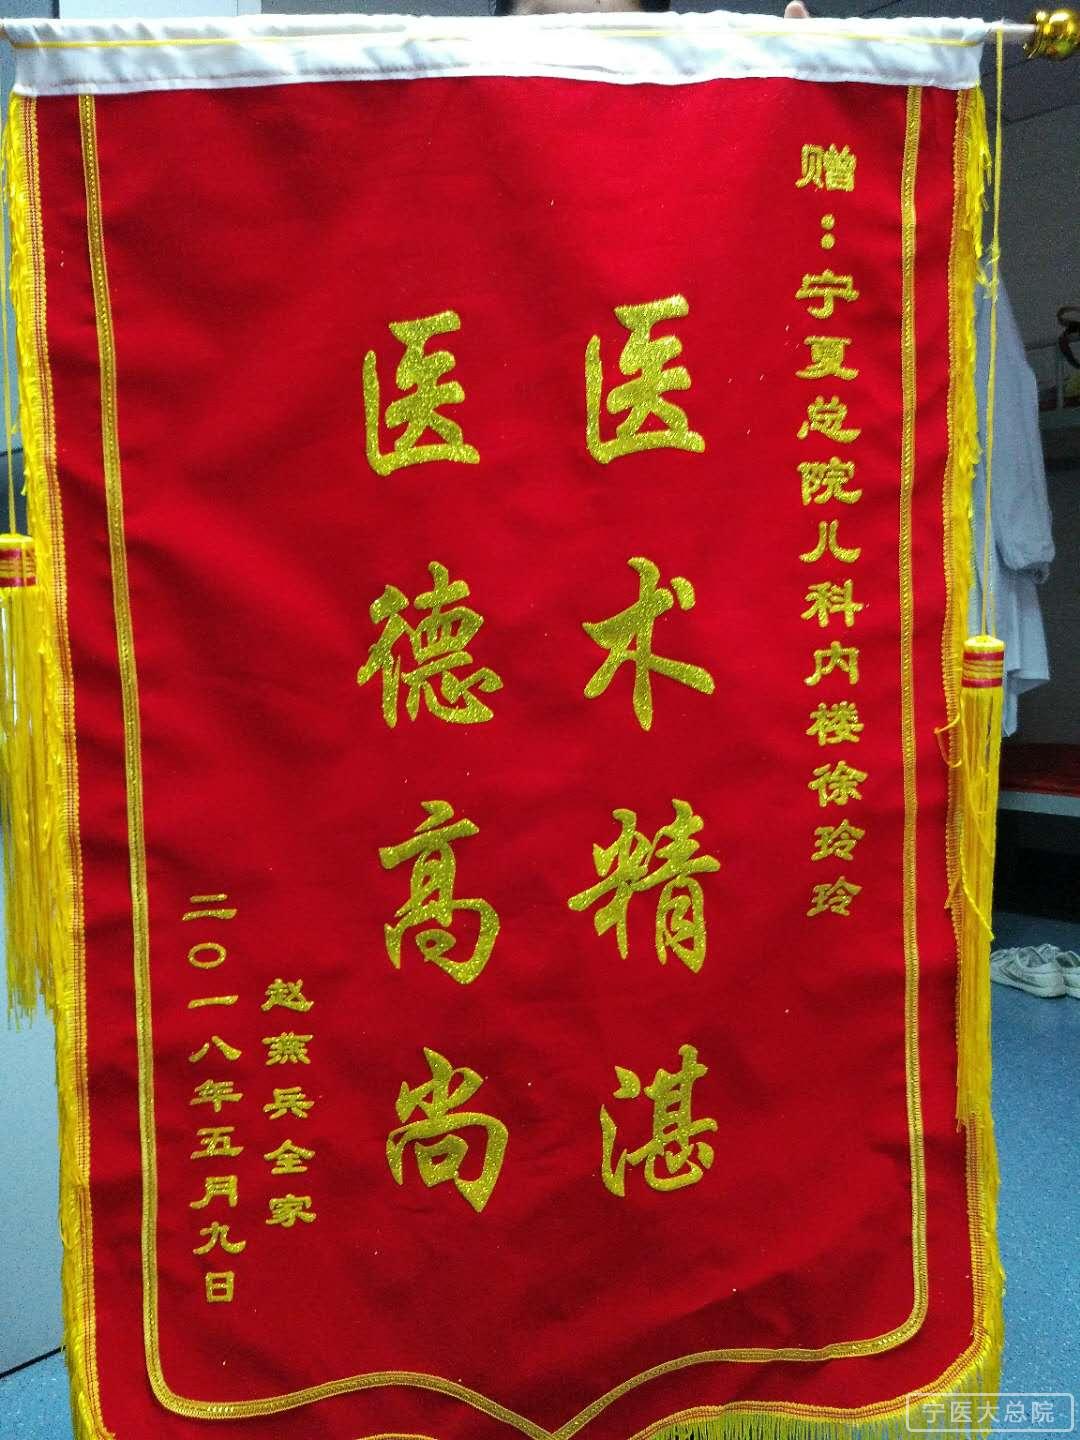 赠：宁夏总院儿科内楼徐玲玲
医术精湛
医德高尚
赵燕兵全家
二〇一八年五月九日
宁医大总院